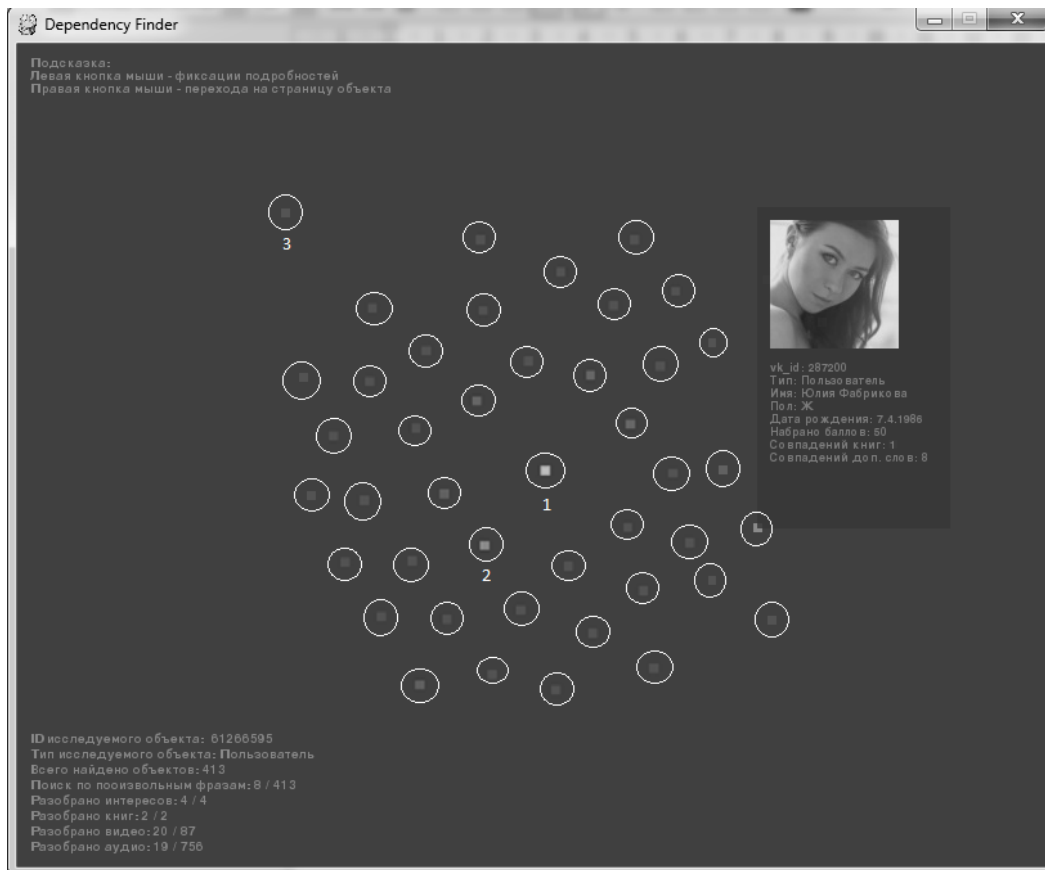 Dependency Finder
Подсказка:
Левая кнопка мыши - фиксации подробностей
Правая кнопка мыши - перехода на страницу объекта
3
vk_id : 287200
Тип: Пользователь
Имя: Юлия Фабрикова
Пол: Ж
Дата рождения: 7.4.1986
Набрано баллов: 50
Совпадений книг: 1
Совпадений доп. слов: 8
1
2
ID исследуемого объекта: 61266595
Тип исследуемого объекта: Пользователь
Всего найдено объектов: 413
Поиск по произвольным фразам: 8 / 413
Разобрано интересов: 4 / 4
Разобрано книг: 2 / 2
Разобрано видео: 20 / 87
Разобрано аудио: 19 / 756